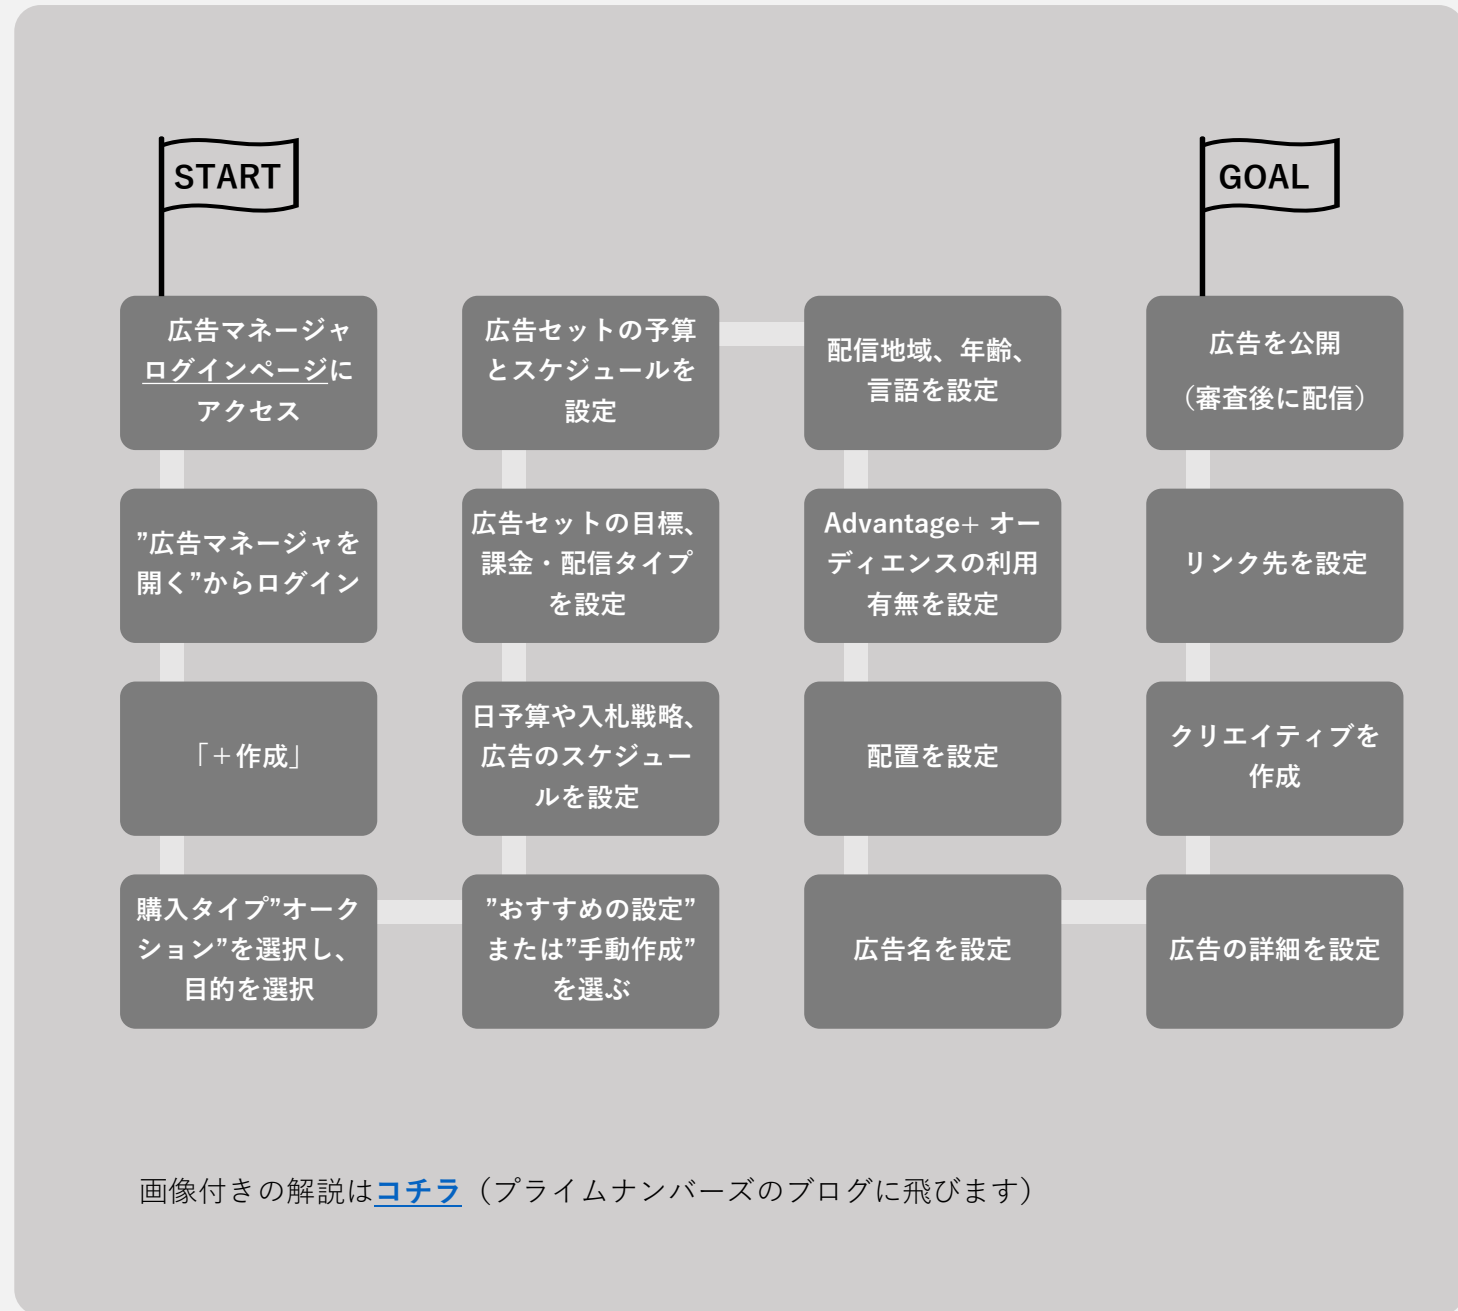 START
GOAL
広告マネージャ
ログインページに
アクセス
”広告マネージャを
開く”からログイン
「＋作成」
購入タイプ”オーク
ション”を選択し、
目的を選択
”おすすめの設定”
または”手動作成”
を選ぶ
日予算や入札戦略、
広告のスケジュー
ルを設定
広告セットの目標、
課金・配信タイプ
を設定
広告セットの予算
とスケジュールを
設定
配信地域、年齢、
言語を設定
Advantage+ オー
ディエンスの利用
有無を設定
配置を設定
広告名を設定
広告の詳細を設定
クリエイティブを
作成
リンク先を設定
広告を公開
（審査後に配信）
画像付きの解説はコチラ（プライムナンバーズのブログに飛びます）